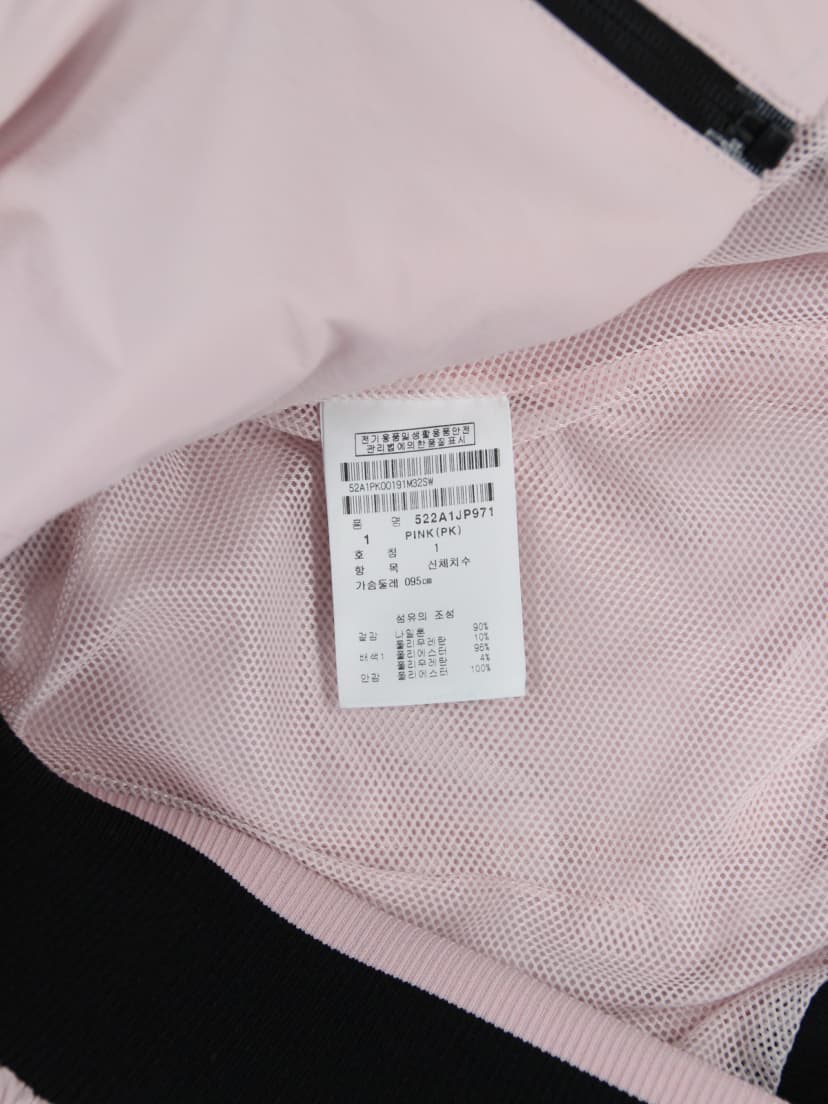 전기용품및생활용품안전
관리법에의한품질표시
52A1PK00191M32SW
품 명 522A1JP971
1 PINK(PK)
호 칭 1
항 목 신체치수
가슴둘레 095cm
섬유의 조성
겉감 90%
10%
배색1 96%
4%
안감 100%